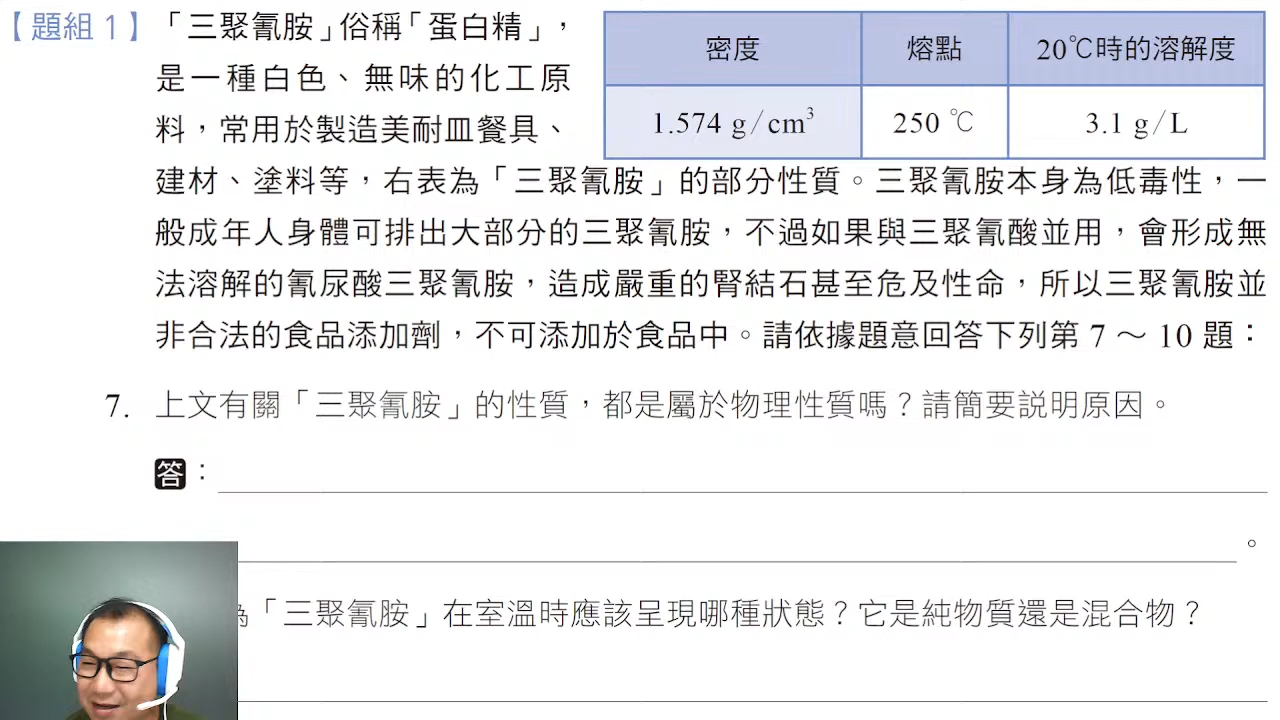 【題組 1】「三聚氰胺」俗稱「蛋白精」，
是一種白色、無味的化工原
料，常用於製造美耐皿餐具、
密度 熔點 20℃時的溶解度
1.574 g/cm³ 250 ℃ 3.1 g/L
建材、塗料等，右表為「三聚氰胺」的部分性質。三聚氰胺本身為低毒性，一
般成年人身體可排出大部分的三聚氰胺，不過如果與三聚氰酸並用，會形成無
法溶解的氰尿酸三聚氰胺，造成嚴重的腎結石甚至危及性命，所以三聚氰胺並
非合法的食品添加劑，不可添加於食品中。請依據題意回答下列第 7 ～ 10 題：
7. 上文有關「三聚氰胺」的性質，都是屬於物理性質嗎？請簡要說明原因。
答：
。
「三聚氰胺」在室溫時應該呈現哪種狀態？它是純物質還是混合物？